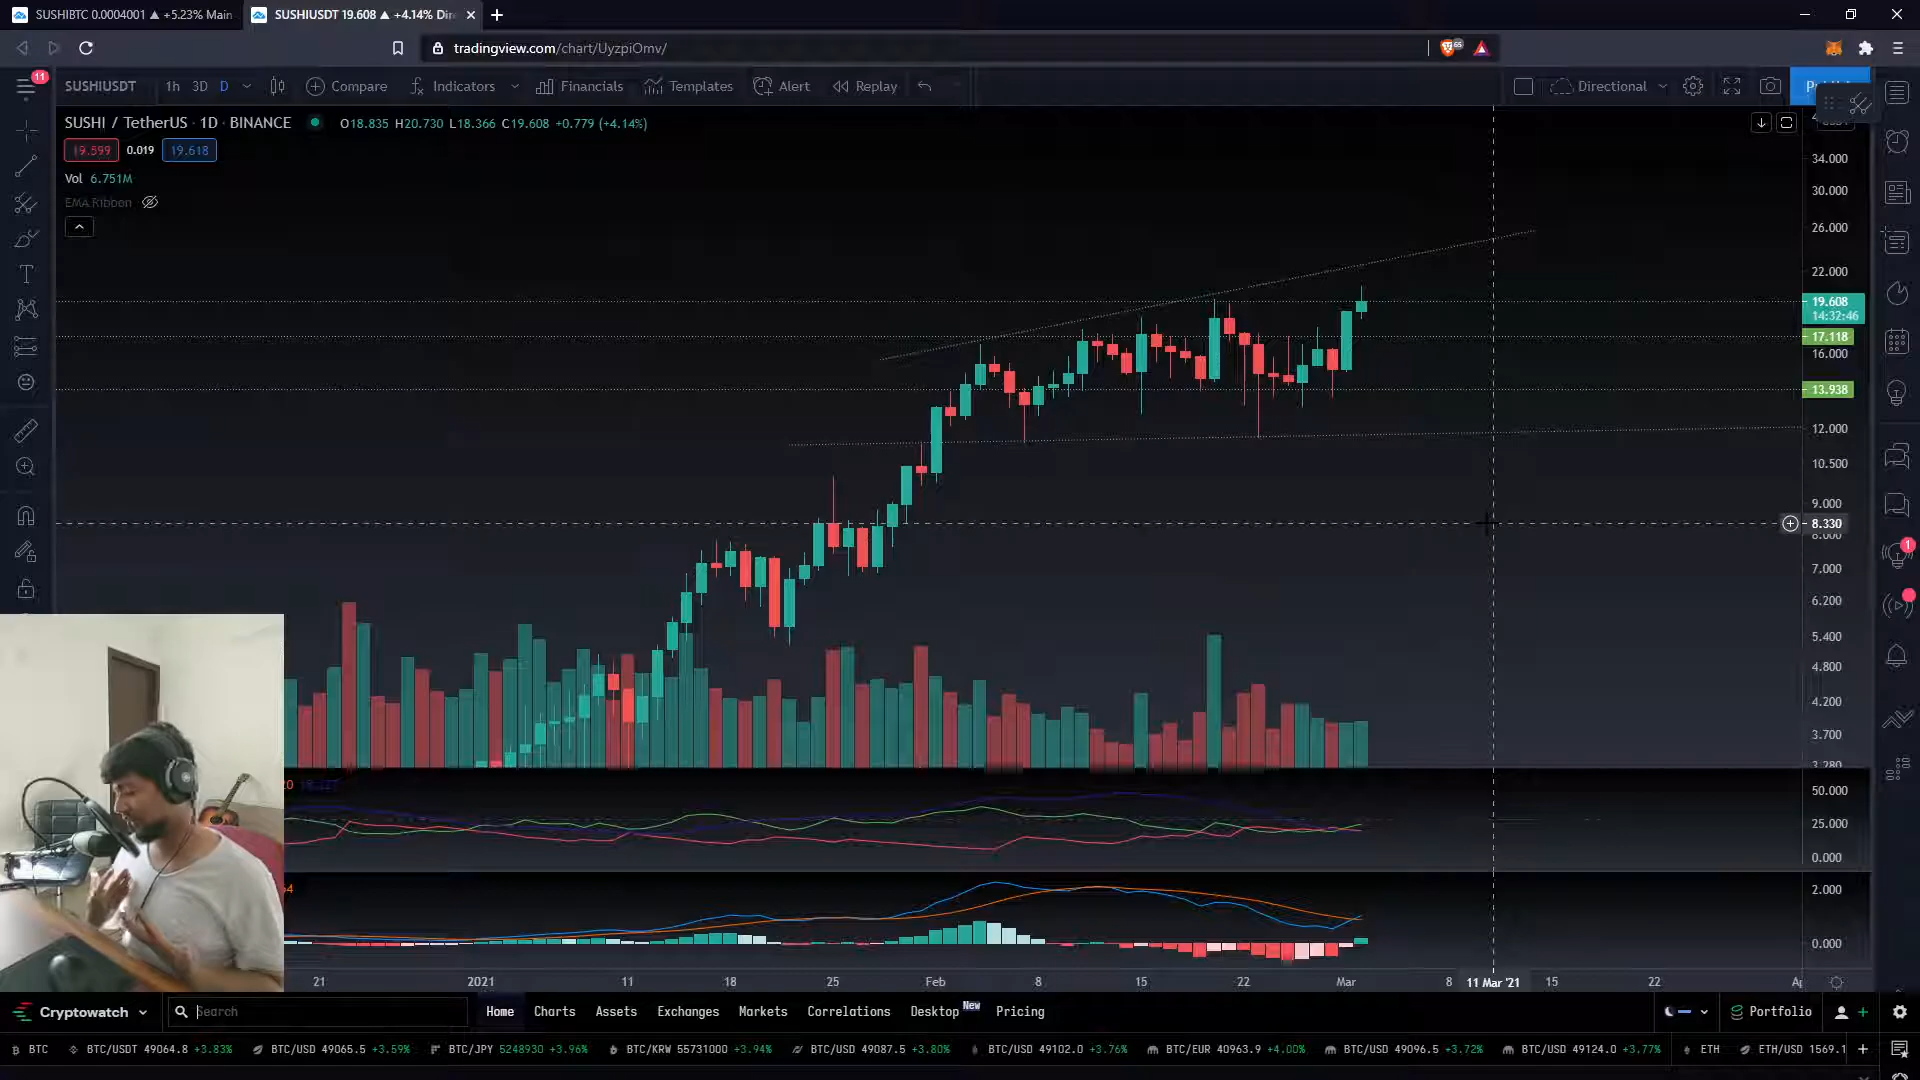 SUSHIBTC 0.0004001 ▲ +5.23% Main
SUSHIUSDT 19.608 ▲ +4.14% Dir
tradingview.com/chart/UyzpiOmv/
11
SUSHIUSDT 1h 3D D Compare Indicators Financials Templates Alert Replay Directional
SUSHI / TetherUS · 1D · BINANCE O18.835 H20.730 L18.366 C19.608 +0.779 (+4.14%)
19.599 0.019 19.618
Vol 6.751M
EMA Ribbon
34.000
30.000
26.000
22.000
19.608
14:32:46
17.118
16.000
13.938
12.000
10.500
9.000
8.330
8.000
7.000
6.200
5.400
4.800
4.200
3.700
3.280
50.000
25.000
0.000
2.000
0.000
21 2021 11 18 25 Feb 8 15 22 Mar 8 11 Mar '21 15 22
Cryptowatch Search Home Charts Assets Exchanges Markets Correlations Desktop New Pricing Portfolio
BTC BTC/USDT 49064.8 +3.83% BTC/USD 49065.5 +3.59% BTC/JPY 5248930 +3.96% BTC/KRW 55731000 +3.94% BTC/USD 49087.5 +3.80% BTC/USD 49102.0 +3.76% BTC/EUR 40963.9 +4.00% BTC/USD 49096.5 +3.72% BTC/USD 49124.0 +3.77% ETH ETH/USD 1569.1